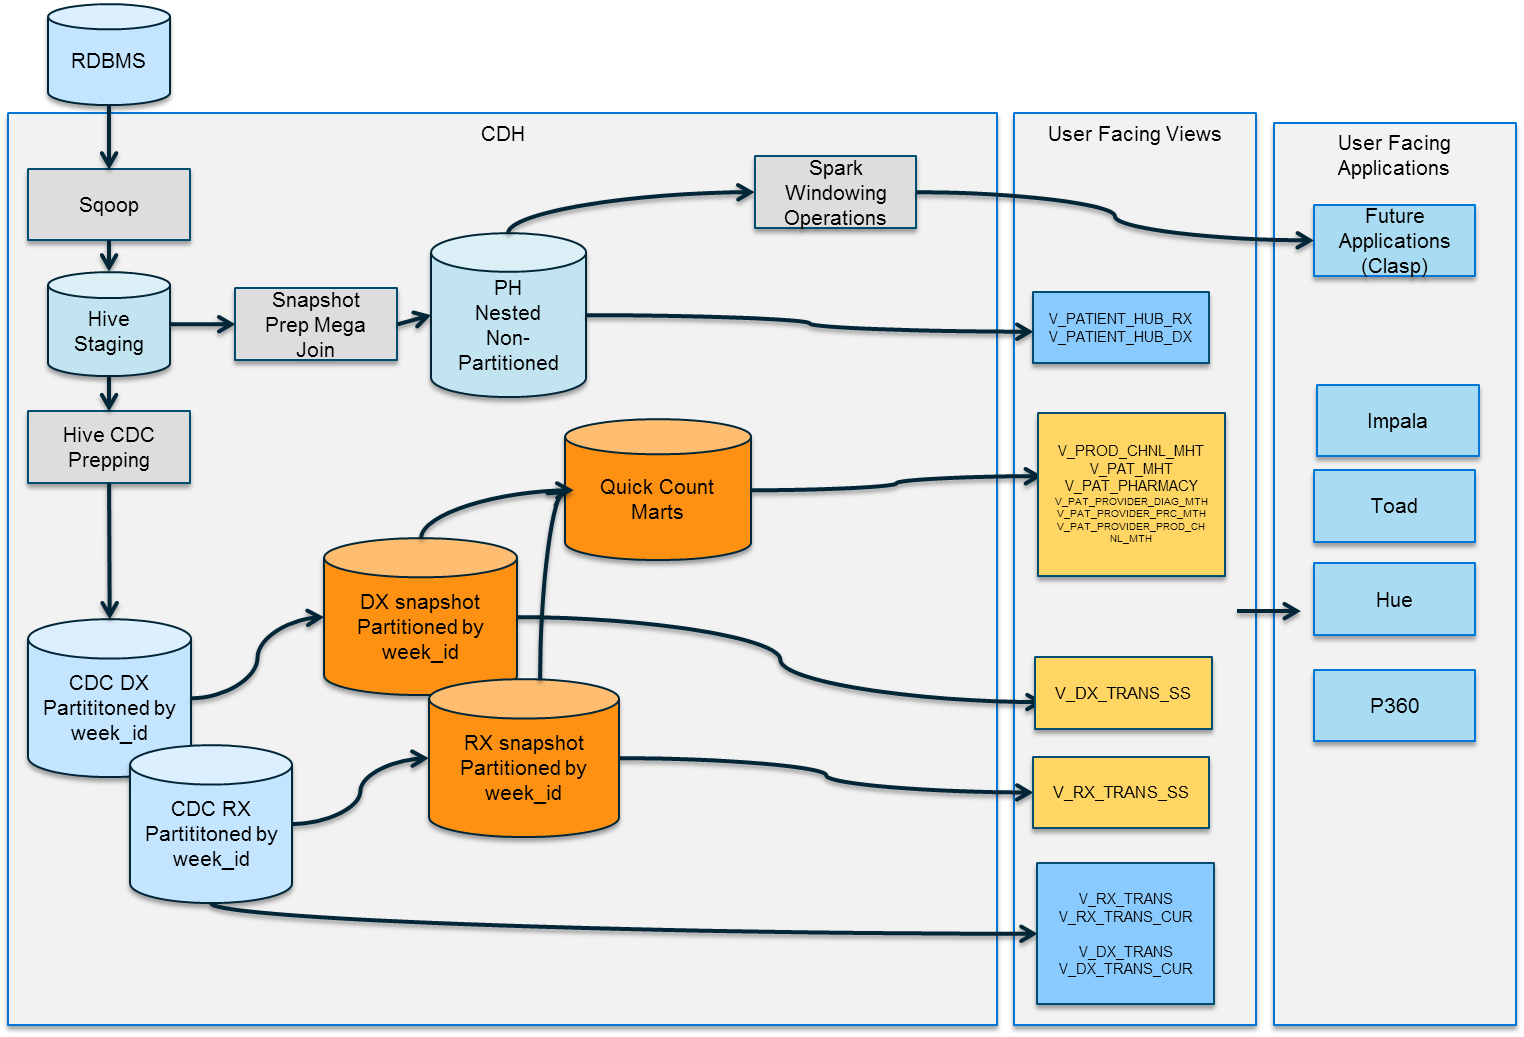 RDBMS
CDH
Sqoop
Hive
Staging
Hive CDC
Prepping
Snapshot
Prep Mega
Join
PH
Nested
Non-
Partitioned
Spark
Windowing
Operations
Quick Count
Marts
DX snapshot
Partitioned by
week_id
RX snapshot
Partitioned by
week_id
CDC DX
Partititoned by
week_id
CDC RX
Partititoned by
week_id
User Facing Views
V_PATIENT_HUB_RX
V_PATIENT_HUB_DX
V_PROD_CHNL_MHT
V_PAT_MHT
V_PAT_PHARMACY
V_PAT_PROVIDER_DIAG_MTH
V_PAT_PROVIDER_PRC_MTH
V_PAT_PROVIDER_PROD_CH
NL_MTH
V_DX_TRANS_SS
V_RX_TRANS_SS
V_RX_TRANS
V_RX_TRANS_CUR
V_DX_TRANS
V_DX_TRANS_CUR
User Facing
Applications
Future
Applications
(Clasp)
Impala
Toad
Hue
P360